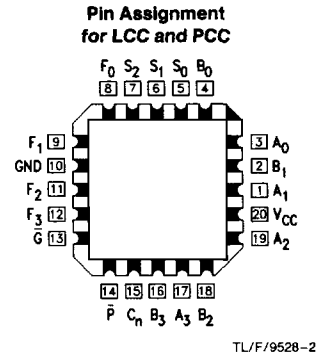 Pin Assignment
for LCC and PCC
F0 S2 S1 S0 B0
8 7 6 5 4
F1 9 3 A0
GND 10 2 B1
F2 11 1 A1
F3 12 20 VCC
G̅ 13 19 A2
14 15 16 17 18
P̅ Cn B3 A3 B2
TL/F/9528-2